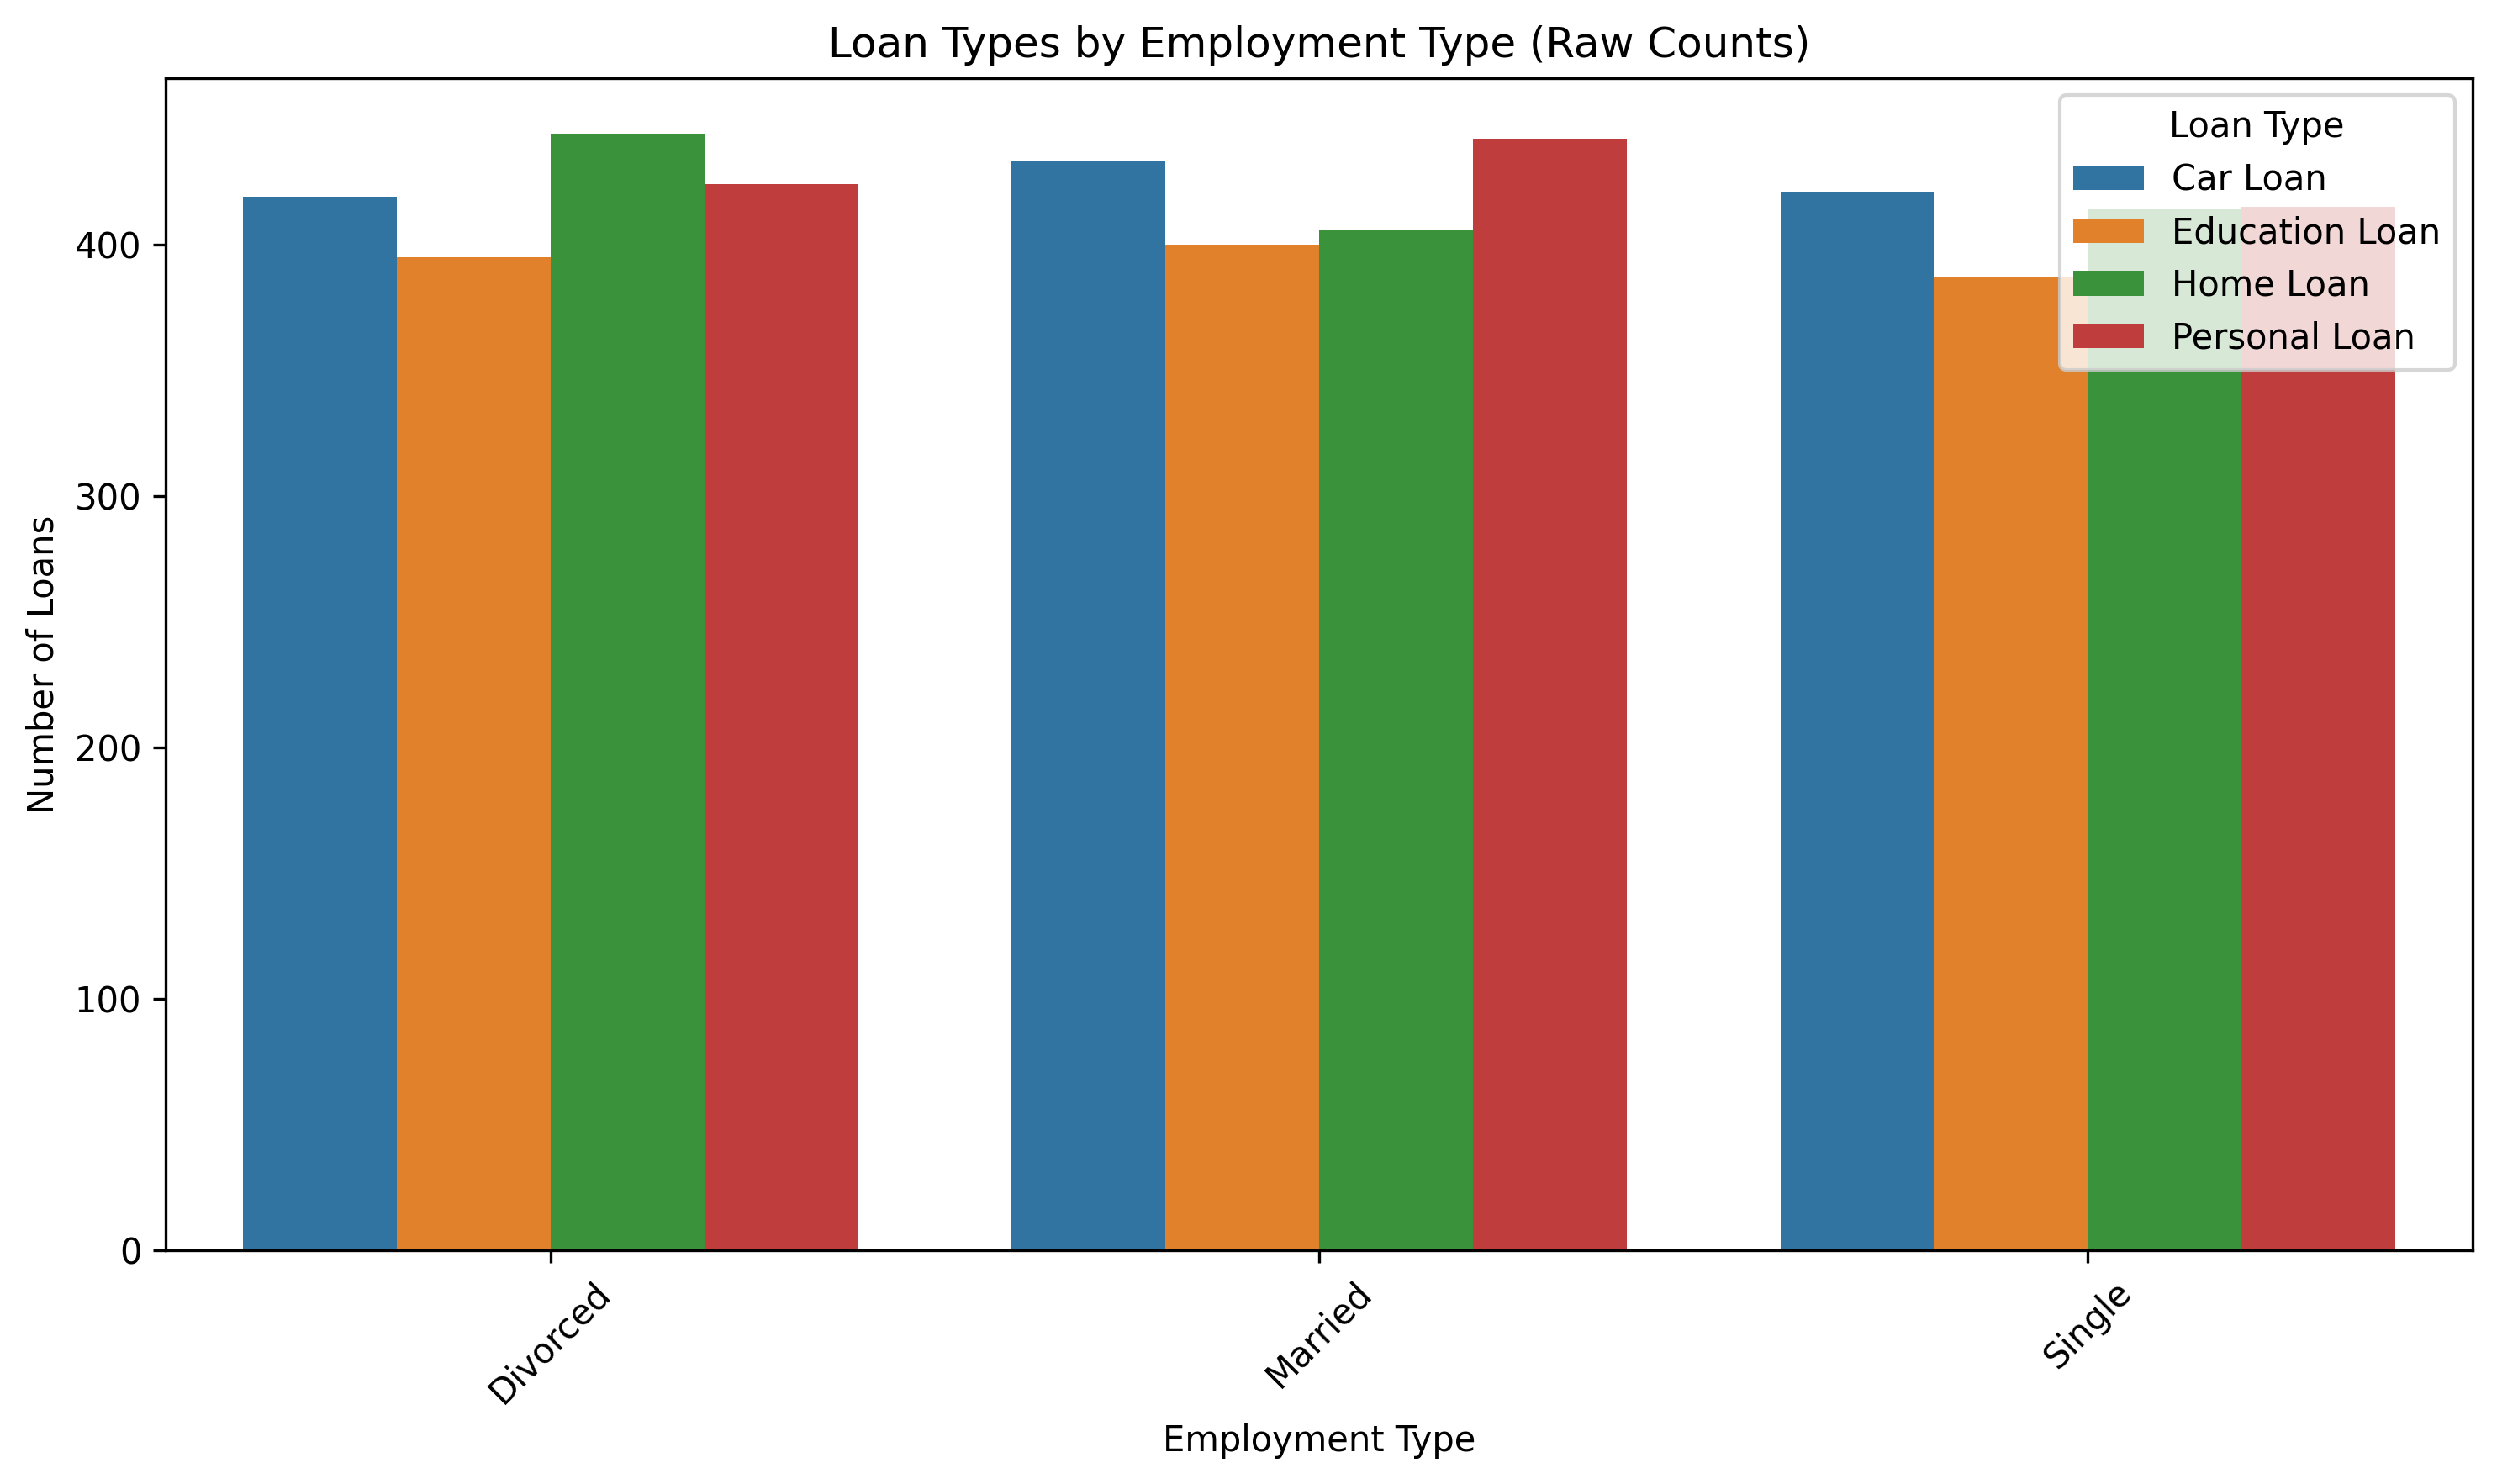 Loan Types by Employment Type (Raw Counts)
Loan Type
Car Loan
Education Loan
Home Loan
Personal Loan
Number of Loans
400
300
200
100
0
Divorced
Married
Single
Employment Type